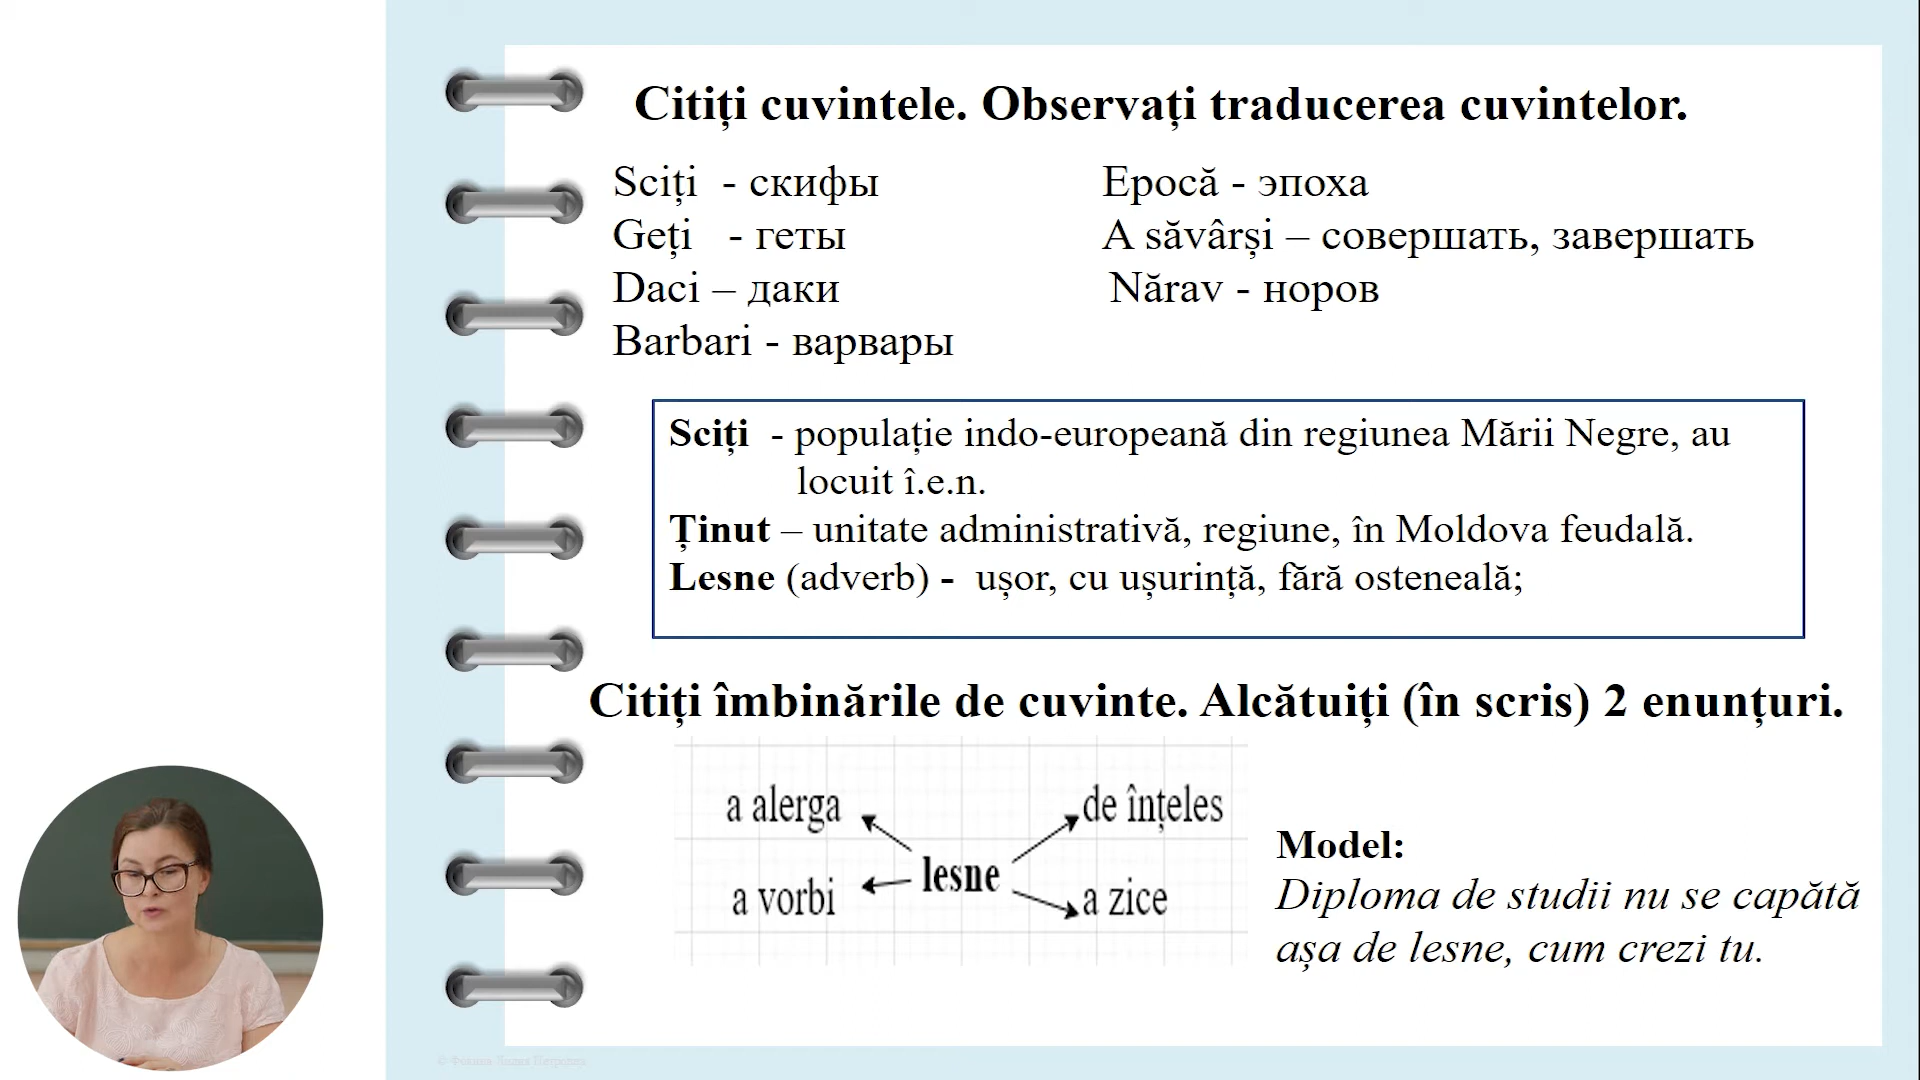 Citiți cuvintele. Observați traducerea cuvintelor.
Sciți - скифы
Geți - геты
Daci – даки
Barbari - варвары
Epocă - эпоха
A săvârși – совершать, завершать
Nărav - норов
Sciți - populație indo-europeană din regiunea Mării Negre, au
locuit î.e.n.
Ținut – unitate administrativă, regiune, în Moldova feudală.
Lesne (adverb) - ușor, cu ușurință, fără osteneală;
Citiți îmbinările de cuvinte. Alcătuiți (în scris) 2 enunțuri.
a alerga
de înțeles
lesne
a vorbi
a zice
Model:
Diploma de studii nu se capătă
așa de lesne, cum crezi tu.